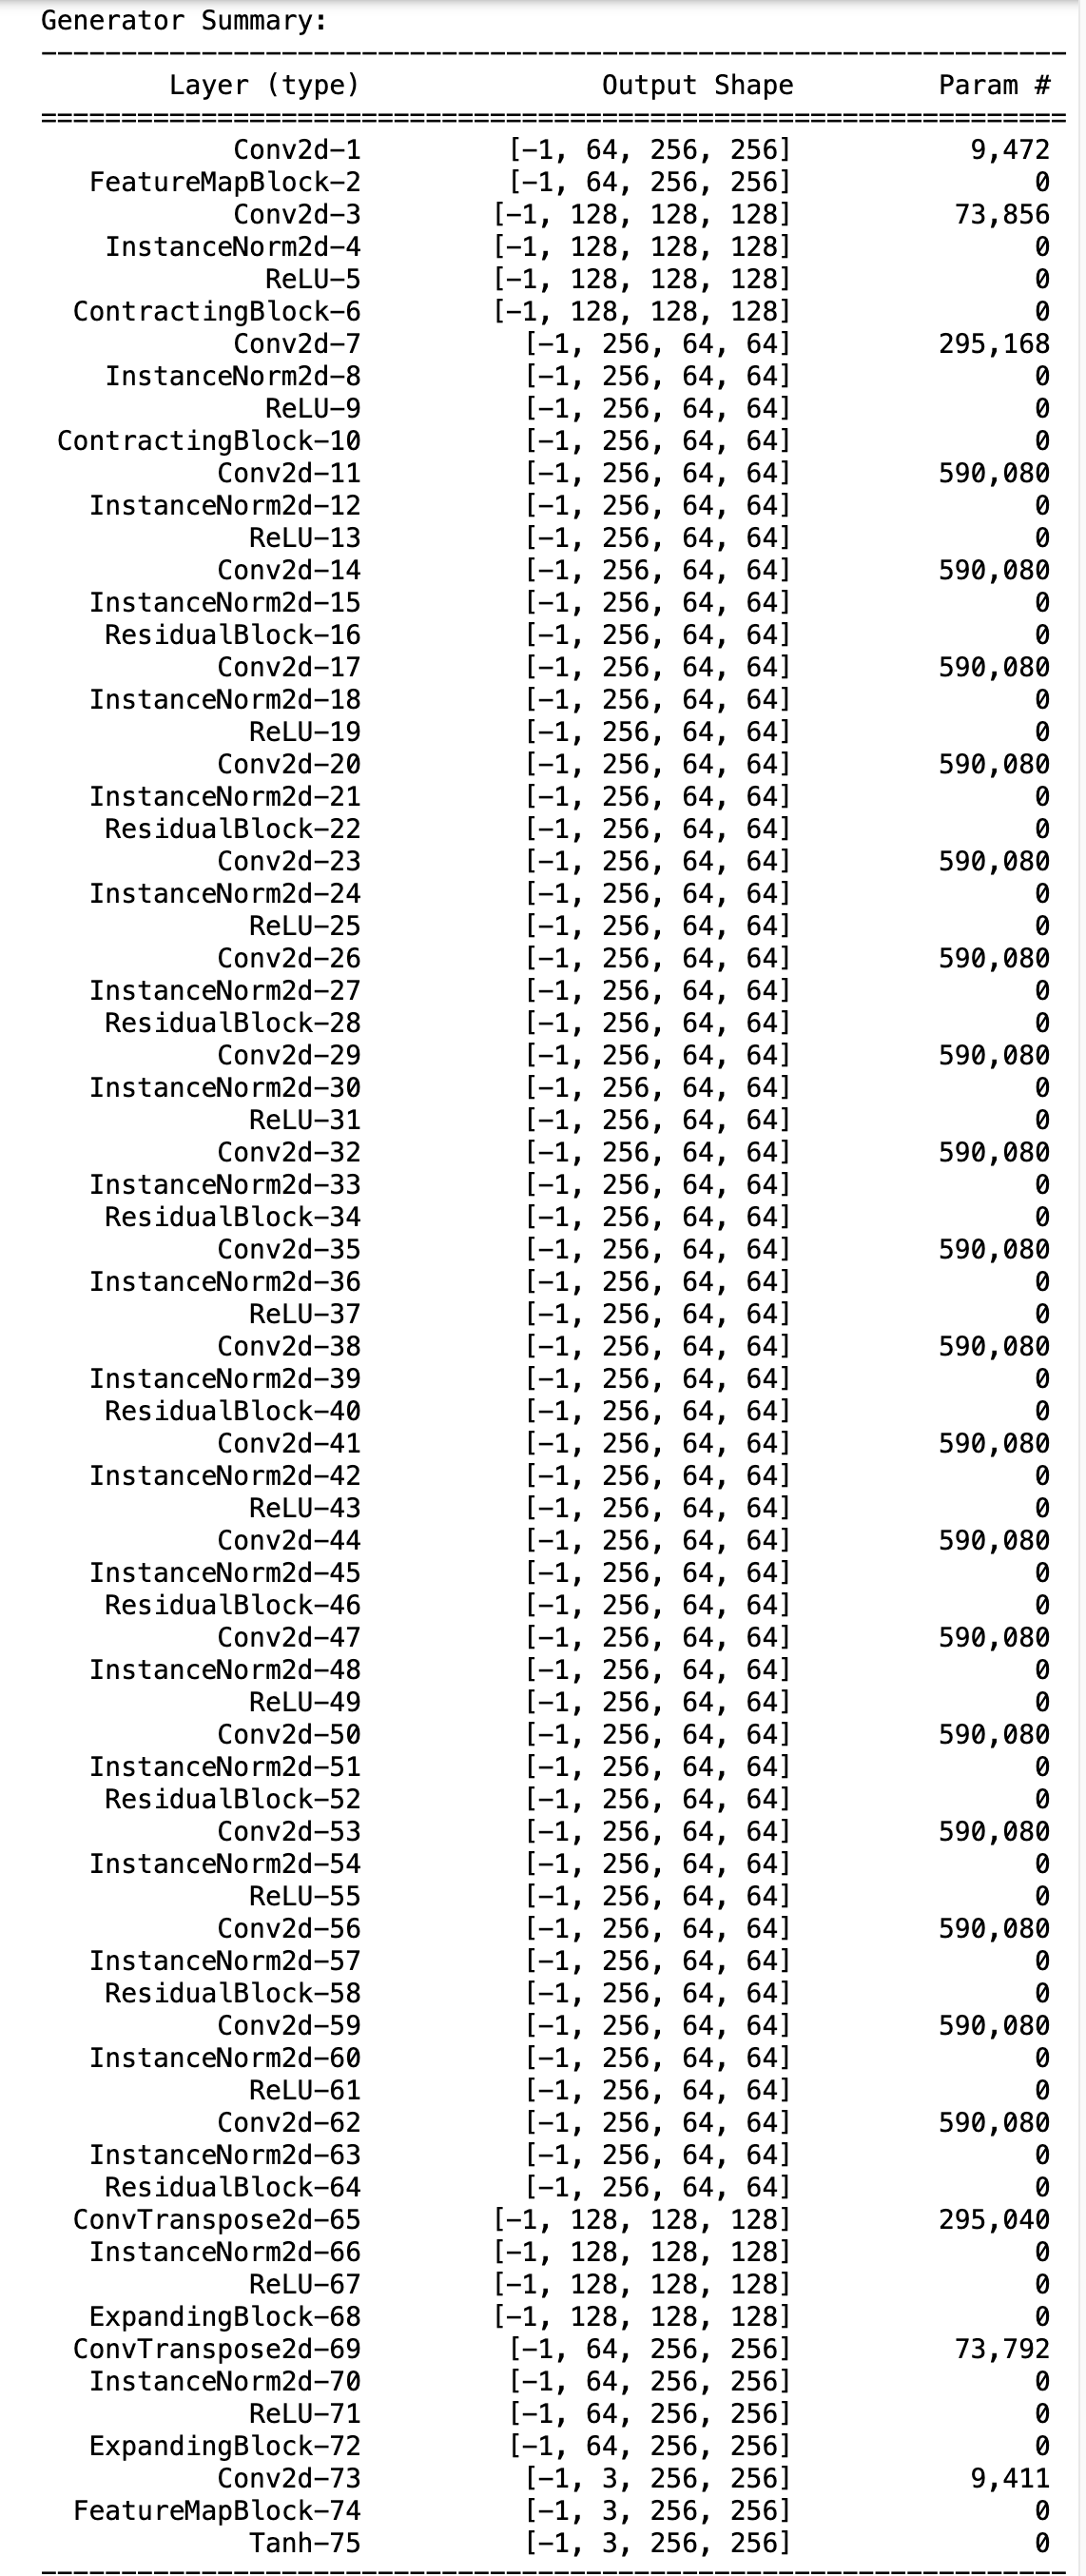 Generator Summary:
----------------------------------------------------------------
Layer (type) Output Shape Param #
================================================================
Conv2d-1 [-1, 64, 256, 256] 9,472
FeatureMapBlock-2 [-1, 64, 256, 256] 0
Conv2d-3 [-1, 128, 128, 128] 73,856
InstanceNorm2d-4 [-1, 128, 128, 128] 0
ReLU-5 [-1, 128, 128, 128] 0
ContractingBlock-6 [-1, 128, 128, 128] 0
Conv2d-7 [-1, 256, 64, 64] 295,168
InstanceNorm2d-8 [-1, 256, 64, 64] 0
ReLU-9 [-1, 256, 64, 64] 0
ContractingBlock-10 [-1, 256, 64, 64] 0
Conv2d-11 [-1, 256, 64, 64] 590,080
InstanceNorm2d-12 [-1, 256, 64, 64] 0
ReLU-13 [-1, 256, 64, 64] 0
Conv2d-14 [-1, 256, 64, 64] 590,080
InstanceNorm2d-15 [-1, 256, 64, 64] 0
ResidualBlock-16 [-1, 256, 64, 64] 0
Conv2d-17 [-1, 256, 64, 64] 590,080
InstanceNorm2d-18 [-1, 256, 64, 64] 0
ReLU-19 [-1, 256, 64, 64] 0
Conv2d-20 [-1, 256, 64, 64] 590,080
InstanceNorm2d-21 [-1, 256, 64, 64] 0
ResidualBlock-22 [-1, 256, 64, 64] 0
Conv2d-23 [-1, 256, 64, 64] 590,080
InstanceNorm2d-24 [-1, 256, 64, 64] 0
ReLU-25 [-1, 256, 64, 64] 0
Conv2d-26 [-1, 256, 64, 64] 590,080
InstanceNorm2d-27 [-1, 256, 64, 64] 0
ResidualBlock-28 [-1, 256, 64, 64] 0
Conv2d-29 [-1, 256, 64, 64] 590,080
InstanceNorm2d-30 [-1, 256, 64, 64] 0
ReLU-31 [-1, 256, 64, 64] 0
Conv2d-32 [-1, 256, 64, 64] 590,080
InstanceNorm2d-33 [-1, 256, 64, 64] 0
ResidualBlock-34 [-1, 256, 64, 64] 0
Conv2d-35 [-1, 256, 64, 64] 590,080
InstanceNorm2d-36 [-1, 256, 64, 64] 0
ReLU-37 [-1, 256, 64, 64] 0
Conv2d-38 [-1, 256, 64, 64] 590,080
InstanceNorm2d-39 [-1, 256, 64, 64] 0
ResidualBlock-40 [-1, 256, 64, 64] 0
Conv2d-41 [-1, 256, 64, 64] 590,080
InstanceNorm2d-42 [-1, 256, 64, 64] 0
ReLU-43 [-1, 256, 64, 64] 0
Conv2d-44 [-1, 256, 64, 64] 590,080
InstanceNorm2d-45 [-1, 256, 64, 64] 0
ResidualBlock-46 [-1, 256, 64, 64] 0
Conv2d-47 [-1, 256, 64, 64] 590,080
InstanceNorm2d-48 [-1, 256, 64, 64] 0
ReLU-49 [-1, 256, 64, 64] 0
Conv2d-50 [-1, 256, 64, 64] 590,080
InstanceNorm2d-51 [-1, 256, 64, 64] 0
ResidualBlock-52 [-1, 256, 64, 64] 0
Conv2d-53 [-1, 256, 64, 64] 590,080
InstanceNorm2d-54 [-1, 256, 64, 64] 0
ReLU-55 [-1, 256, 64, 64] 0
Conv2d-56 [-1, 256, 64, 64] 590,080
InstanceNorm2d-57 [-1, 256, 64, 64] 0
ResidualBlock-58 [-1, 256, 64, 64] 0
Conv2d-59 [-1, 256, 64, 64] 590,080
InstanceNorm2d-60 [-1, 256, 64, 64] 0
ReLU-61 [-1, 256, 64, 64] 0
Conv2d-62 [-1, 256, 64, 64] 590,080
InstanceNorm2d-63 [-1, 256, 64, 64] 0
ResidualBlock-64 [-1, 256, 64, 64] 0
ConvTranspose2d-65 [-1, 128, 128, 128] 295,040
InstanceNorm2d-66 [-1, 128, 128, 128] 0
ReLU-67 [-1, 128, 128, 128] 0
ExpandingBlock-68 [-1, 128, 128, 128] 0
ConvTranspose2d-69 [-1, 64, 256, 256] 73,792
InstanceNorm2d-70 [-1, 64, 256, 256] 0
ReLU-71 [-1, 64, 256, 256] 0
ExpandingBlock-72 [-1, 64, 256, 256] 0
Conv2d-73 [-1, 3, 256, 256] 9,411
FeatureMapBlock-74 [-1, 3, 256, 256] 0
Tanh-75 [-1, 3, 256, 256] 0
----------------------------------------------------------------